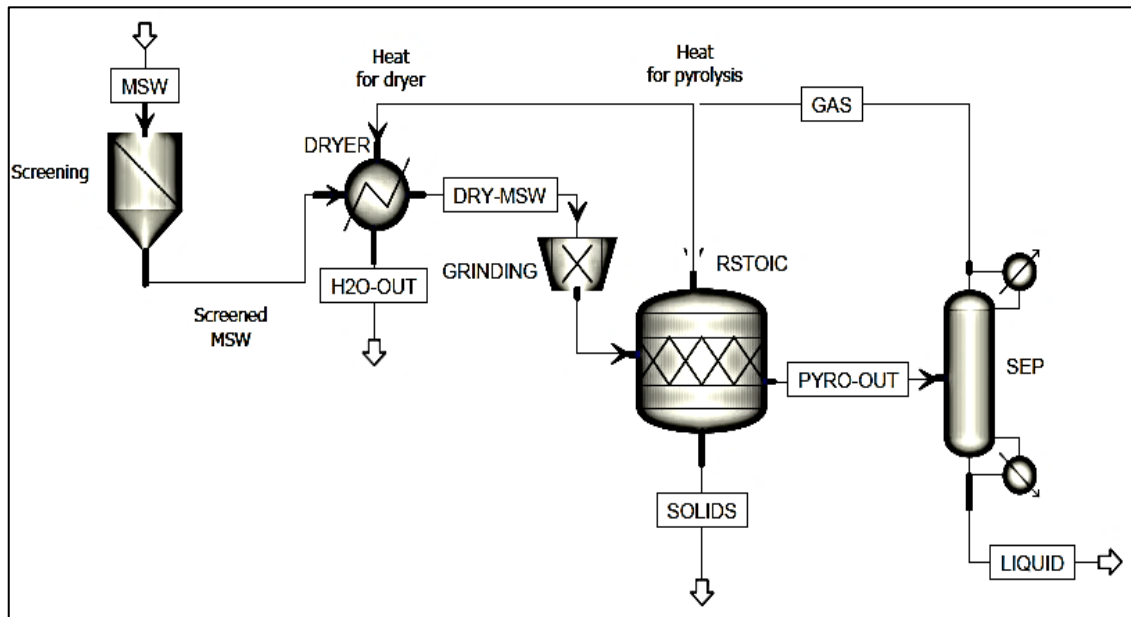 MSW
Screening
Heat
for dryer
Heat
for pyrolysis
GAS
DRYER
DRY-MSW
GRINDING
RSTOIC
H2O-OUT
Screened
MSW
PYRO-OUT
SEP
SOLIDS
LIQUID